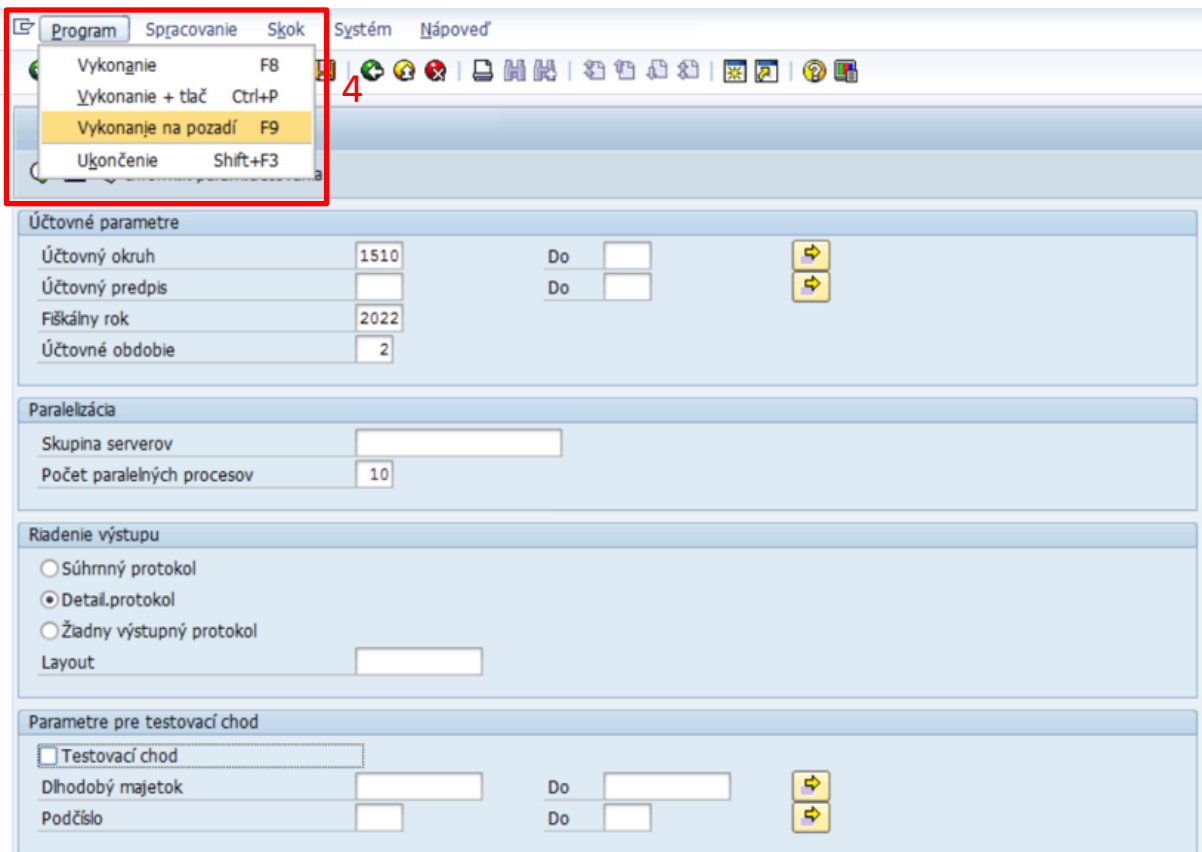 Program Spracovanie Skok Systém Nápoveď
Vykonanie F8
Vykonanie + tlač Ctrl+P
4
Vykonanie na pozadí F9
Ukončenie Shift+F3
Účtovné parametre
Účtovný okruh 1510 Do
Účtovný predpis Do
Fiškálny rok 2022
Účtovné obdobie 2
Paralelizácia
Skupina serverov
Počet paralelných procesov 10
Riadenie výstupu
Súhrnný protokol
Detail.protokol
Žiadny výstupný protokol
Layout
Parametre pre testovací chod
Testovací chod
Dlhodobý majetok Do
Podčíslo Do